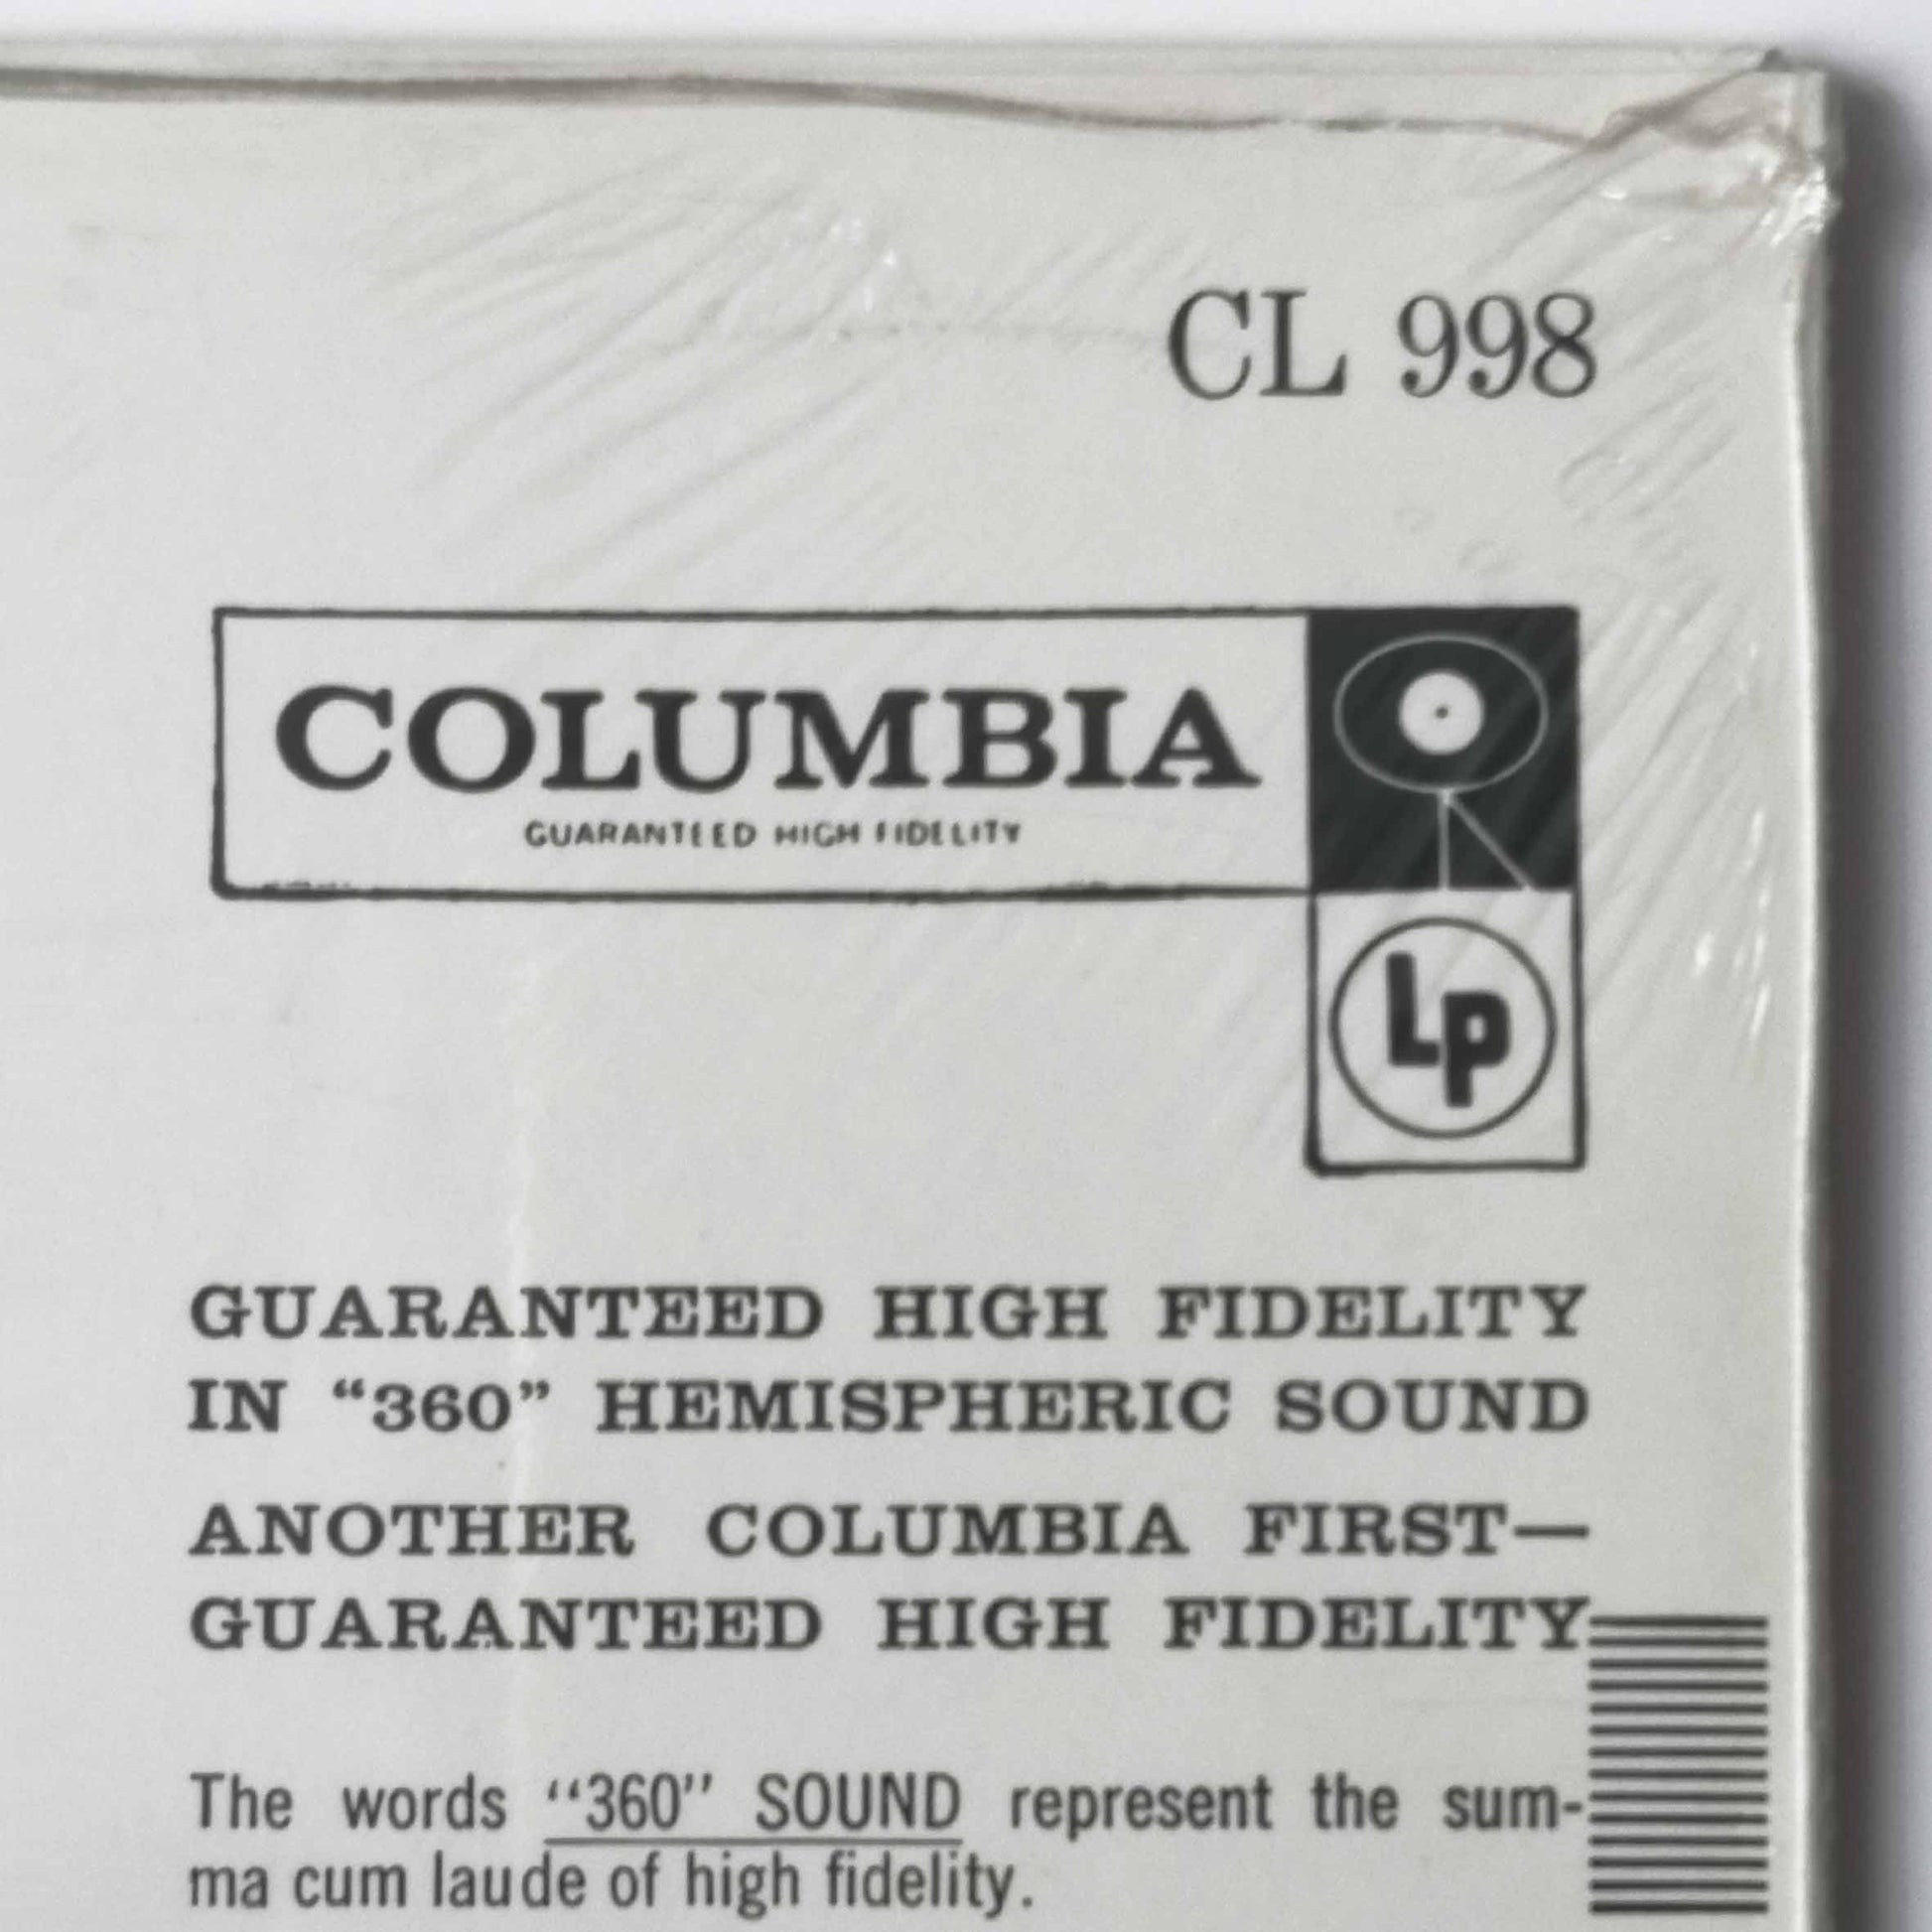 CL 998
COLUMBIA
GUARANTEED HIGH FIDELITY
LP
GUARANTEED HIGH FIDELITY
IN “360” HEMISPHERIC SOUND
ANOTHER COLUMBIA FIRST—
GUARANTEED HIGH FIDELITY
The words “360” SOUND represent the sum-
ma cum laude of high fidelity.